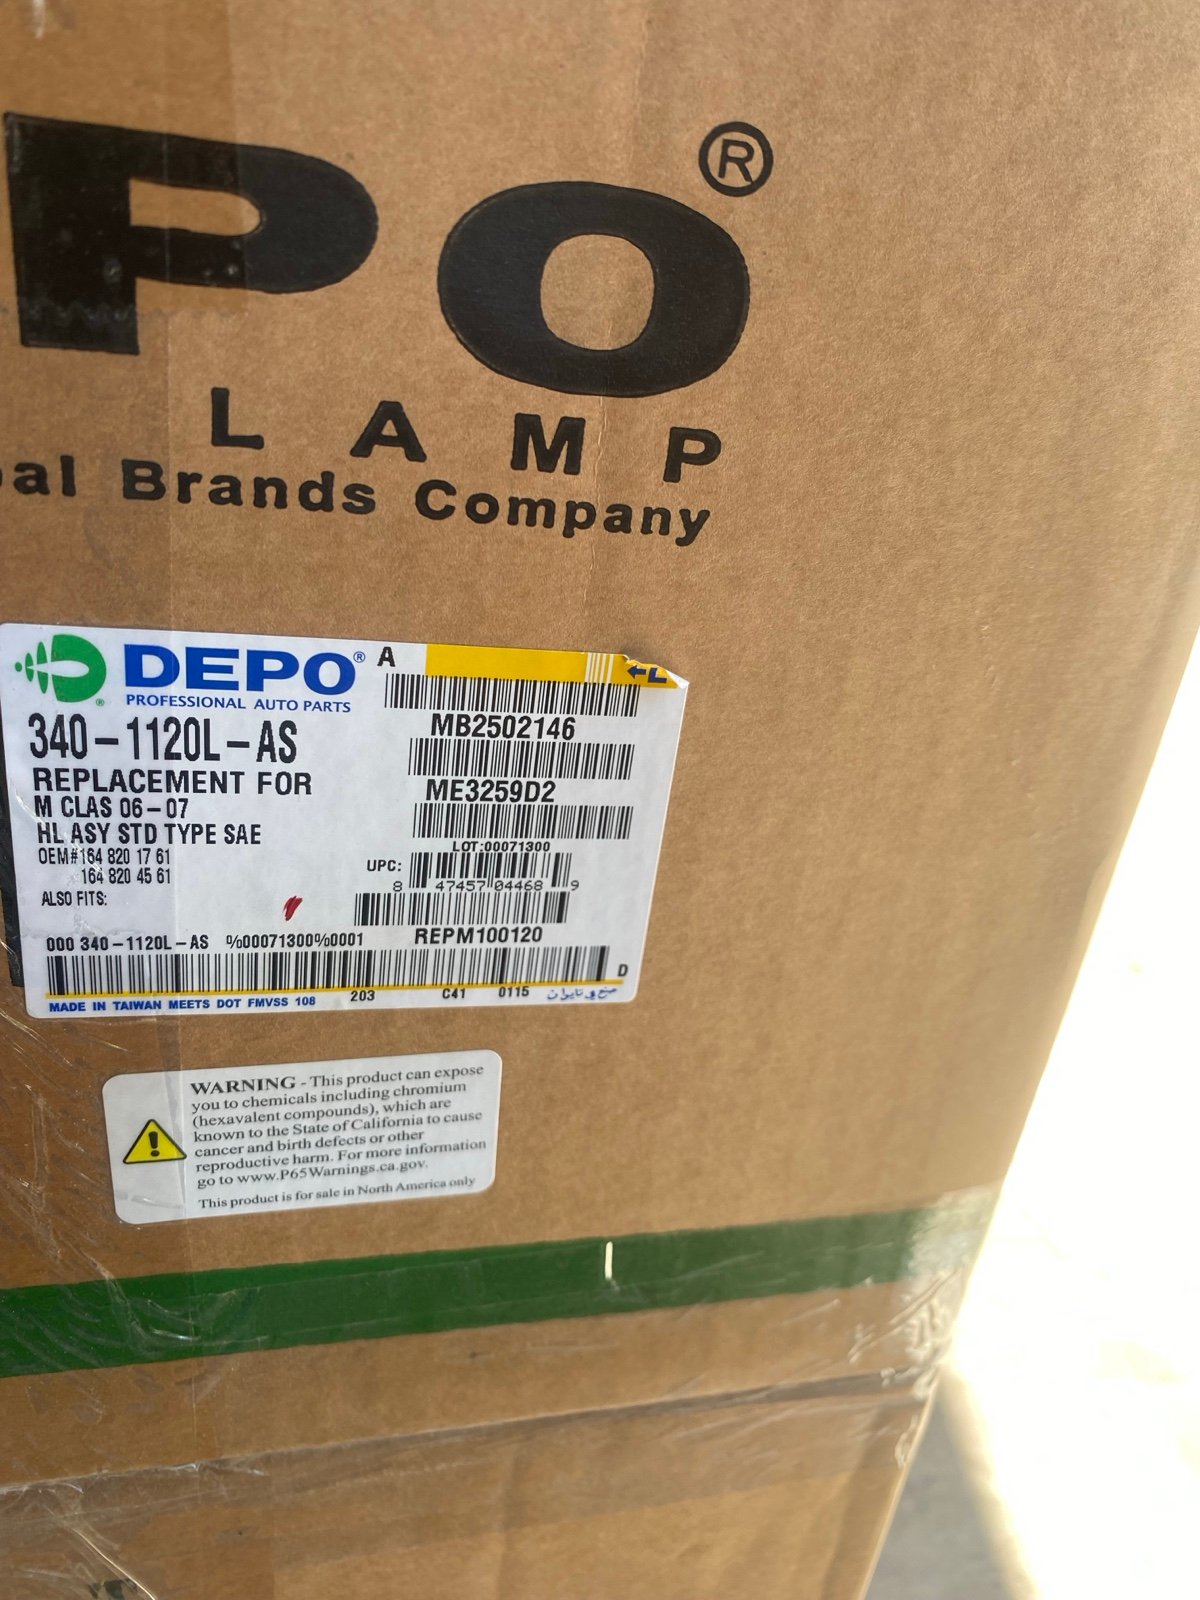 PO®
LAMP
bal Brands Company
DEPO® A
←L
PROFESSIONAL AUTO PARTS
340-1120L-AS
MB2502146
REPLACEMENT FOR
ME3259D2
M CLAS 06-07
HL ASY STD TYPE SAE
LOT:00071300
OEM#164 820 17 61
164 820 45 61
UPC:
8 47457 04468 9
ALSO FITS:
000 340-1120L-AS %00071300%0001
REPM100120
D
MADE IN TAIWAN MEETS DOT FMVSS 108 203 C41 0115 صنع في تايوان
WARNING - This product can expose
you to chemicals including chromium
(hexavalent compounds), which are
known to the State of California to cause
cancer and birth defects or other
reproductive harm. For more information
go to www.P65Warnings.ca.gov.
This product is for sale in North America only